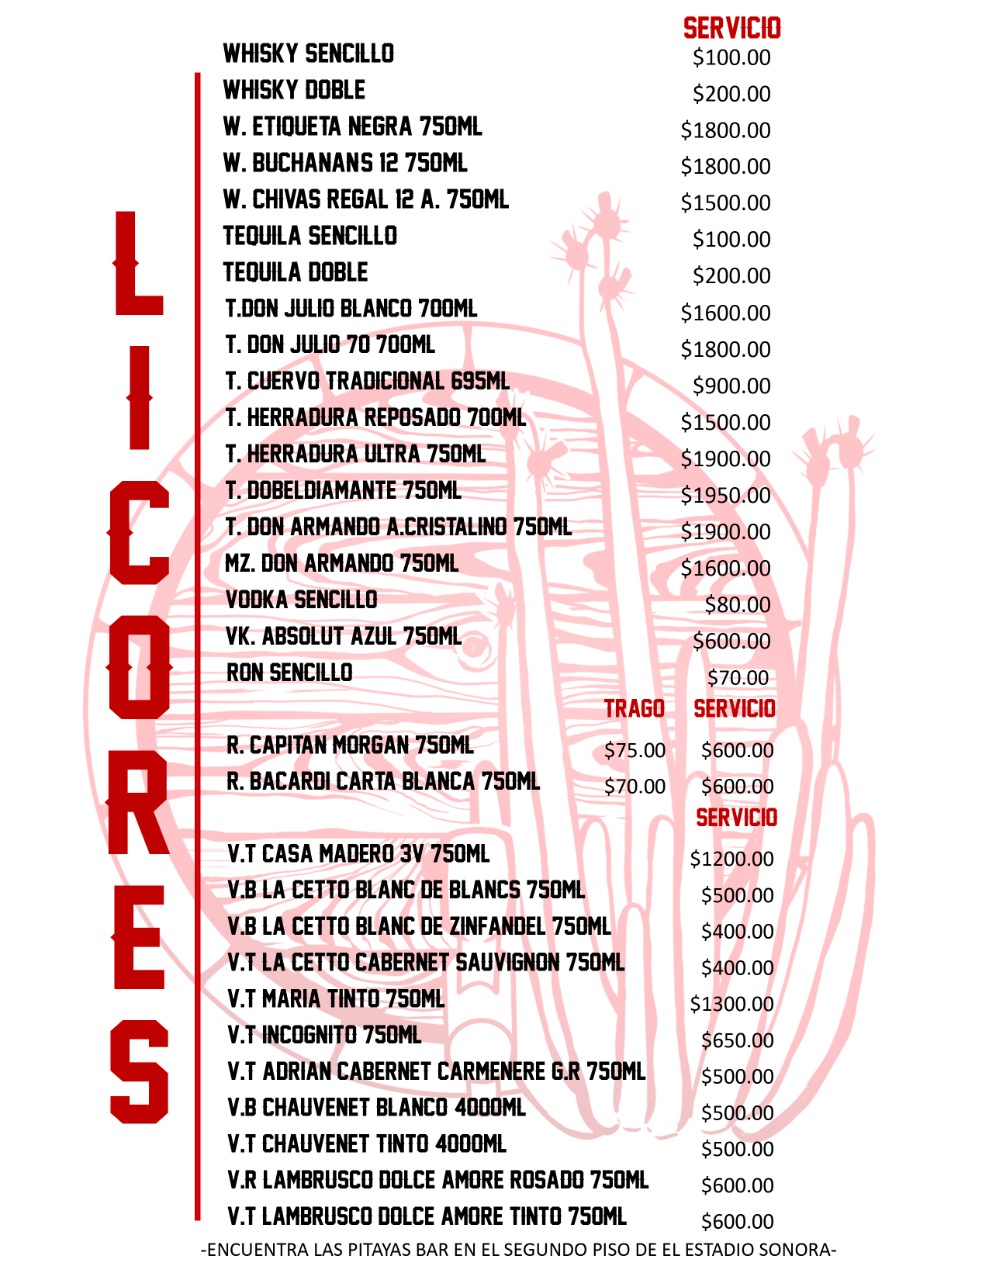 SERVICIO
WHISKY SENCILLO $100.00
WHISKY DOBLE $200.00
W. ETIQUETA NEGRA 750ML $1800.00
W. BUCHANANS 12 750ML $1800.00
W. CHIVAS REGAL 12 A. 750ML $1500.00
TEQUILA SENCILLO $100.00
TEQUILA DOBLE $200.00
T.DON JULIO BLANCO 700ML $1600.00
T. DON JULIO 70 700ML $1800.00
T. CUERVO TRADICIONAL 695ML $900.00
T. HERRADURA REPOSADO 700ML $1500.00
T. HERRADURA ULTRA 750ML $1900.00
T. DOBELDIAMANTE 750ML $1950.00
T. DON ARMANDO A.CRISTALINO 750ML $1900.00
MZ. DON ARMANDO 750ML $1600.00
VODKA SENCILLO $80.00
VK. ABSOLUT AZUL 750ML $600.00
RON SENCILLO $70.00
TRAGO SERVICIO
R. CAPITAN MORGAN 750ML $75.00 $600.00
R. BACARDI CARTA BLANCA 750ML $70.00 $600.00
SERVICIO
V.T CASA MADERO 3V 750ML $1200.00
V.B LA CETTO BLANC DE BLANCS 750ML $500.00
V.B LA CETTO BLANC DE ZINFANDEL 750ML $400.00
V.T LA CETTO CABERNET SAUVIGNON 750ML $400.00
V.T MARIA TINTO 750ML $1300.00
V.T INCOGNITO 750ML $650.00
V.T ADRIAN CABERNET CARMENERE G.R 750ML $500.00
V.B CHAUVENET BLANCO 4000ML $500.00
V.T CHAUVENET TINTO 4000ML $500.00
V.R LAMBRUSCO DOLCE AMORE ROSADO 750ML $600.00
V.T LAMBRUSCO DOLCE AMORE TINTO 750ML $600.00
LICORES
-ENCUENTRA LAS PITAYAS BAR EN EL SEGUNDO PISO DE EL ESTADIO SONORA-